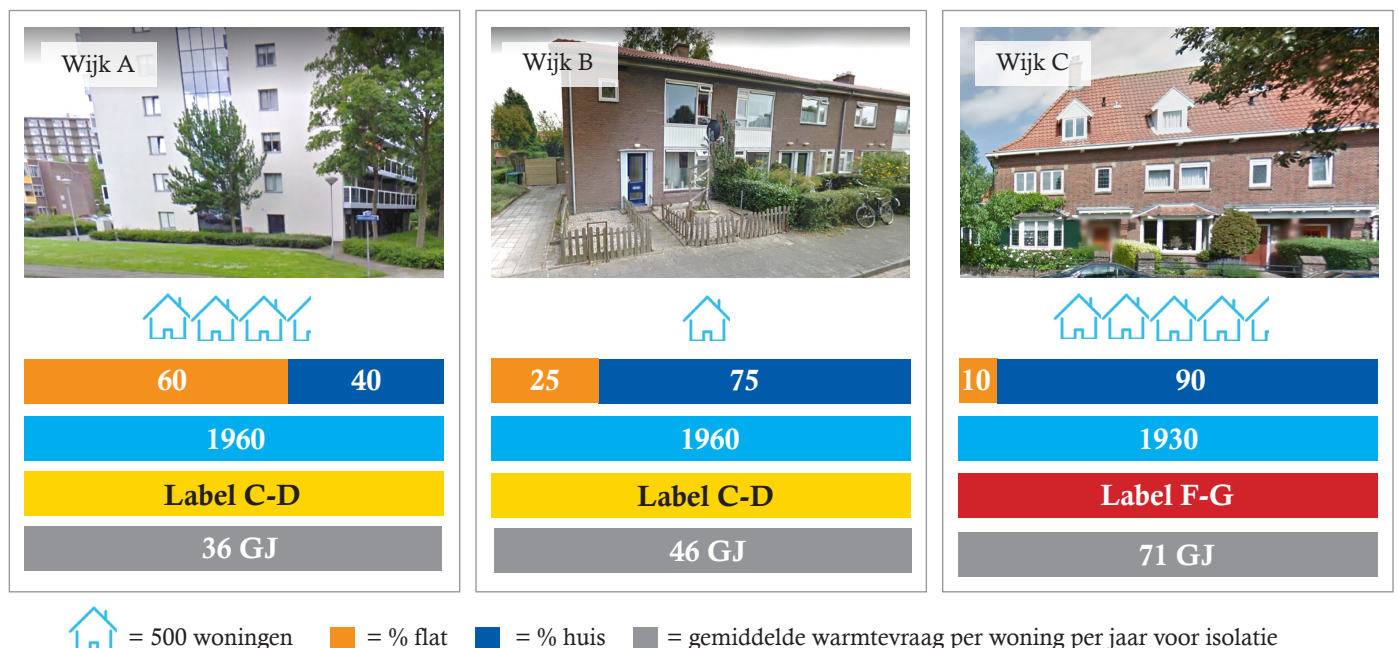 Wijk A
60 40
1960
Label C-D
36 GJ
Wijk B
25 75
1960
Label C-D
46 GJ
Wijk C
10 90
1930
Label F-G
71 GJ
= 500 woningen = % flat = % huis = gemiddelde warmtevraag per woning per jaar voor isolatie